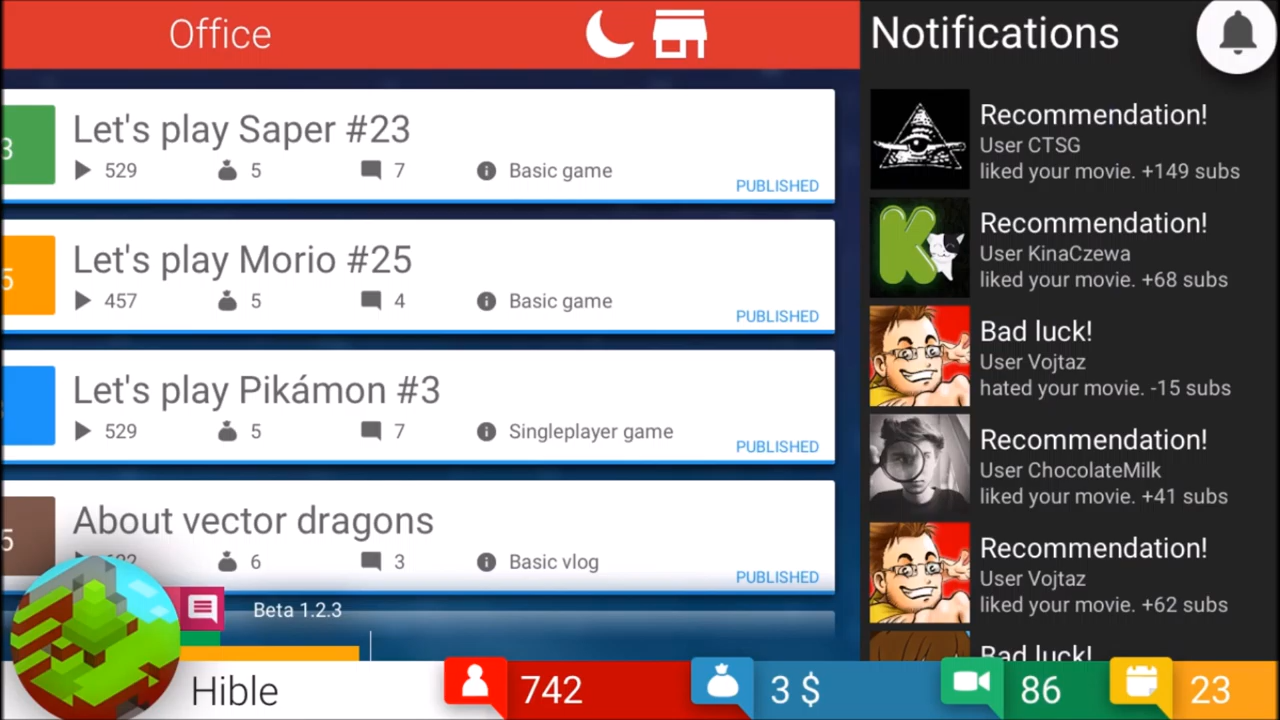 Office
Let's play Saper #23
529 5 7 Basic game
PUBLISHED
Let's play Morio #25
457 5 4 Basic game
PUBLISHED
Let's play Pikámon #3
529 5 7 Singleplayer game
PUBLISHED
About vector dragons
6 3 Basic vlog
PUBLISHED
Beta 1.2.3
Hible
742
3 $
86
23
Notifications
Recommendation!
User CTSG
liked your movie. +149 subs
K
Recommendation!
User KinaCzewa
liked your movie. +68 subs
Bad luck!
User Vojtaz
hated your movie. -15 subs
Recommendation!
User ChocolateMilk
liked your movie. +41 subs
Recommendation!
User Vojtaz
liked your movie. +62 subs
Bad luck!